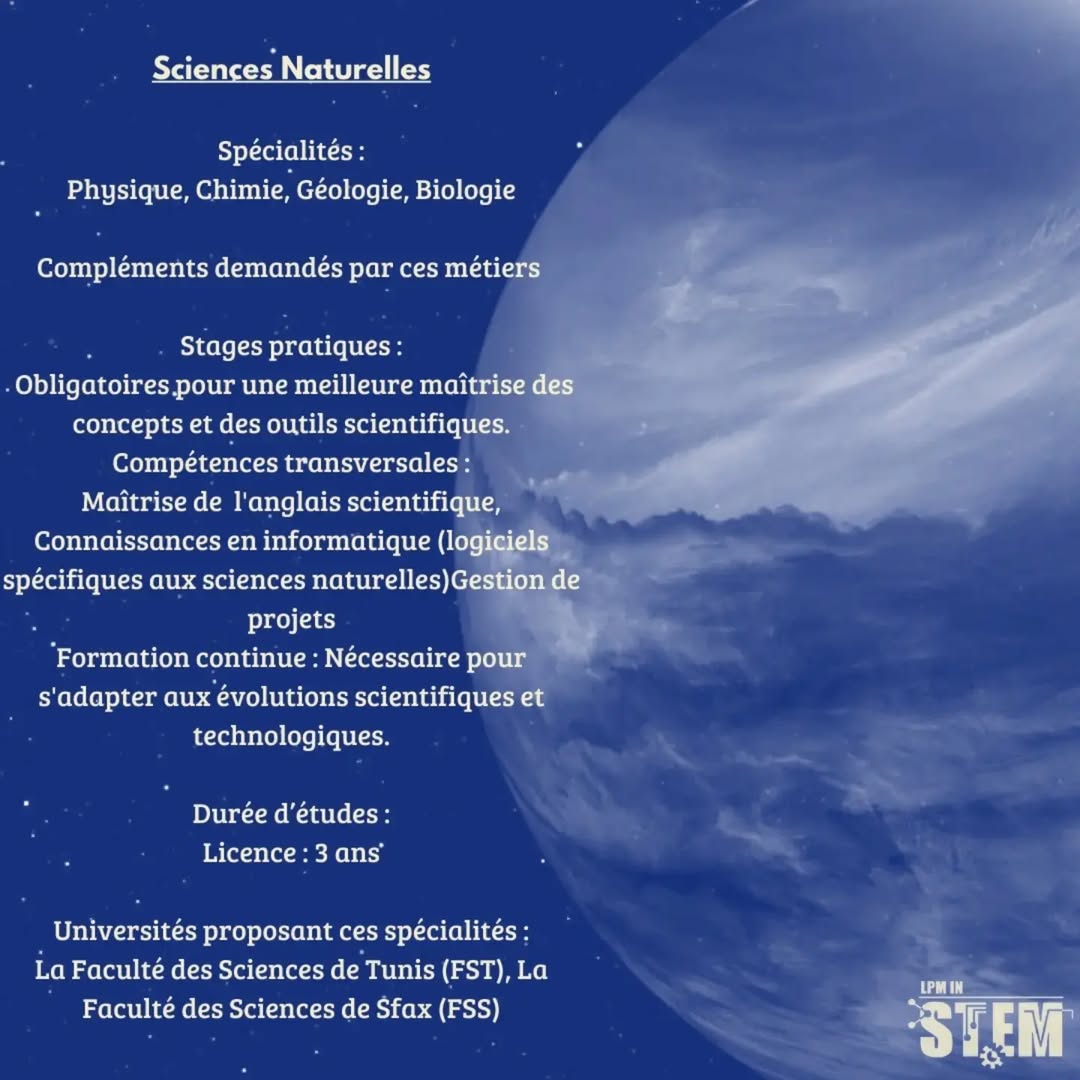 Sciences Naturelles
Spécialités :
Physique, Chimie, Géologie, Biologie
Compléments demandés par ces métiers
Stages pratiques :
Obligatoires pour une meilleure maîtrise des
concepts et des outils scientifiques.
Compétences transversales :
Maîtrise de l'anglais scientifique,
Connaissances en informatique (logiciels
spécifiques aux sciences naturelles)Gestion de
projets
Formation continue : Nécessaire pour
s'adapter aux évolutions scientifiques et
technologiques.
Durée d’études :
Licence : 3 ans
Universités proposant ces spécialités :
La Faculté des Sciences de Tunis (FST), La
Faculté des Sciences de Sfax (FSS)
LPM IN
STEM